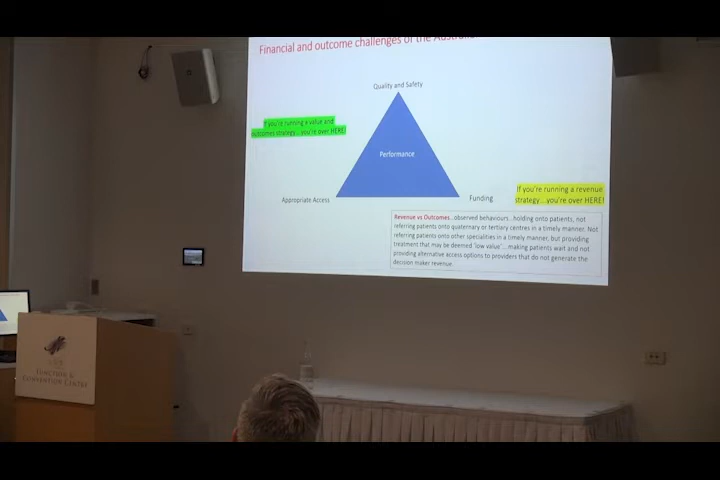 Financial and outcome challenges of the Austral
Quality and Safety
If you're running a value and
outcomes strategy...you're over HERE!
Performance
Appropriate Access
Funding
If you're running a revenue
strategy...you're over HERE!
Revenue vs Outcomes...observed behaviours...holding onto patients, not
referring patients onto quaternary or tertiary centres in a timely manner. Not
referring patients onto other specialities in a timely manner, but providing
treatment that may be deemed 'low value'... making patients wait and not
providing alternative access options to providers that do not generate the
decision maker revenue.
FUNCTION &
CONVENTION CENTRE